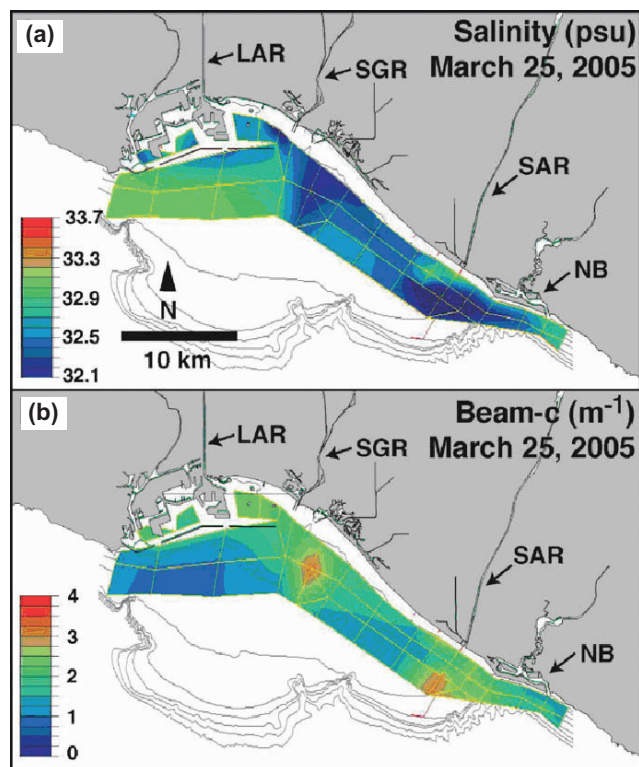 (a)
Salinity (psu)
March 25, 2005
LAR
SGR
SAR
NB
33.7
33.3
32.9
32.5
32.1
N
10 km
(b)
Beam-c (m⁻¹)
March 25, 2005
LAR
SGR
SAR
NB
4
3
2
1
0